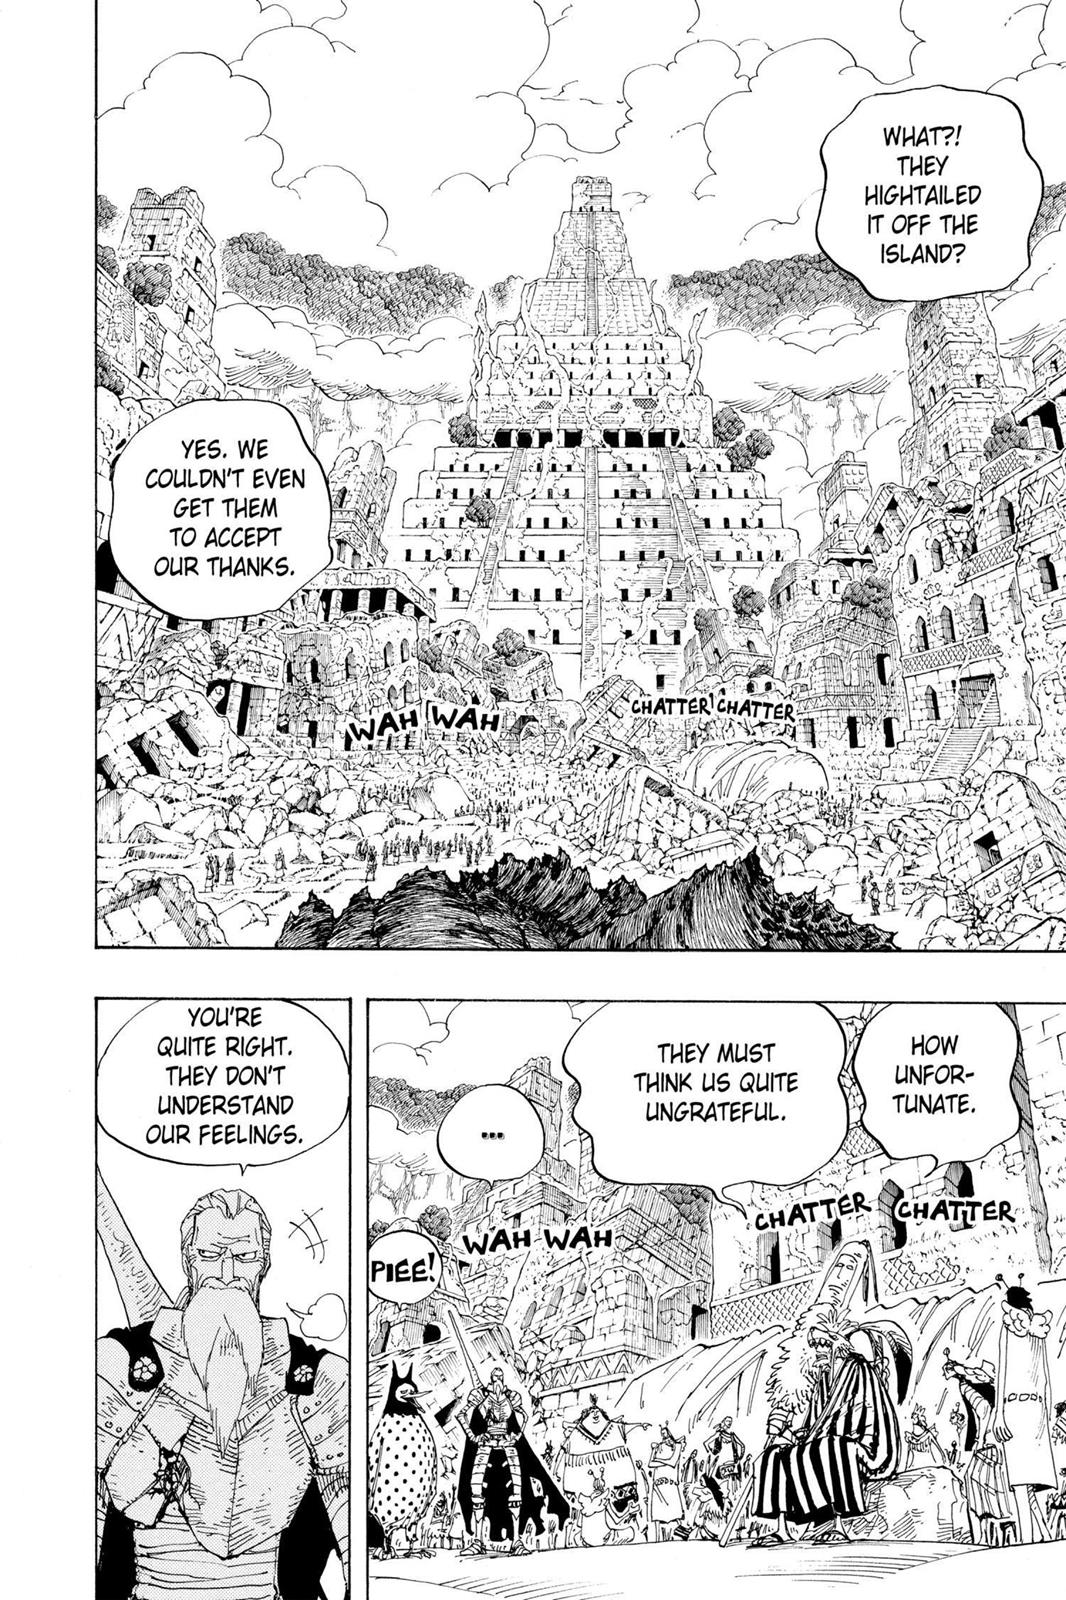 WHAT?!
THEY
HIGHTAILED
IT OFF THE
ISLAND?
YES. WE
COULDN'T EVEN
GET THEM
TO ACCEPT
OUR THANKS.
WAH WAH
CHATTER CHATTER
HOW
UNFOR-
TUNATE.
THEY MUST
THINK US QUITE
UNGRATEFUL.
...
CHATTER CHATTER
WAH WAH
PIEE!
YOU'RE
QUITE RIGHT.
THEY DON'T
UNDERSTAND
OUR FEELINGS.